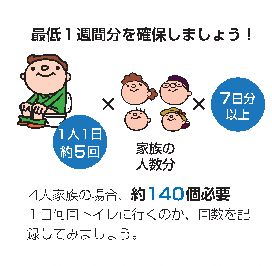 最低１週間分を確保しましょう！
１人１日
約５回
×
家族の
人数分
×
７日分
以上
４人家族の場合、約140個必要
１日何回トイレに行くのか、回数を記
録してみましょう。